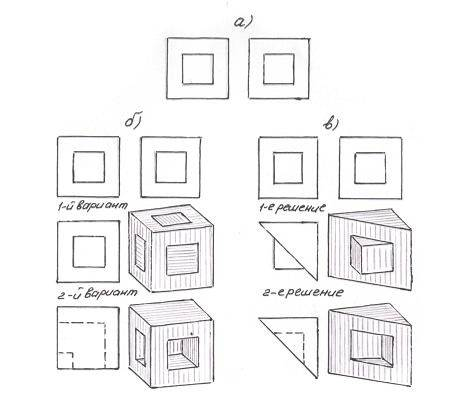 а)
б)
в)
1-й вариант
1-е решение
2-й вариант
2-е решение